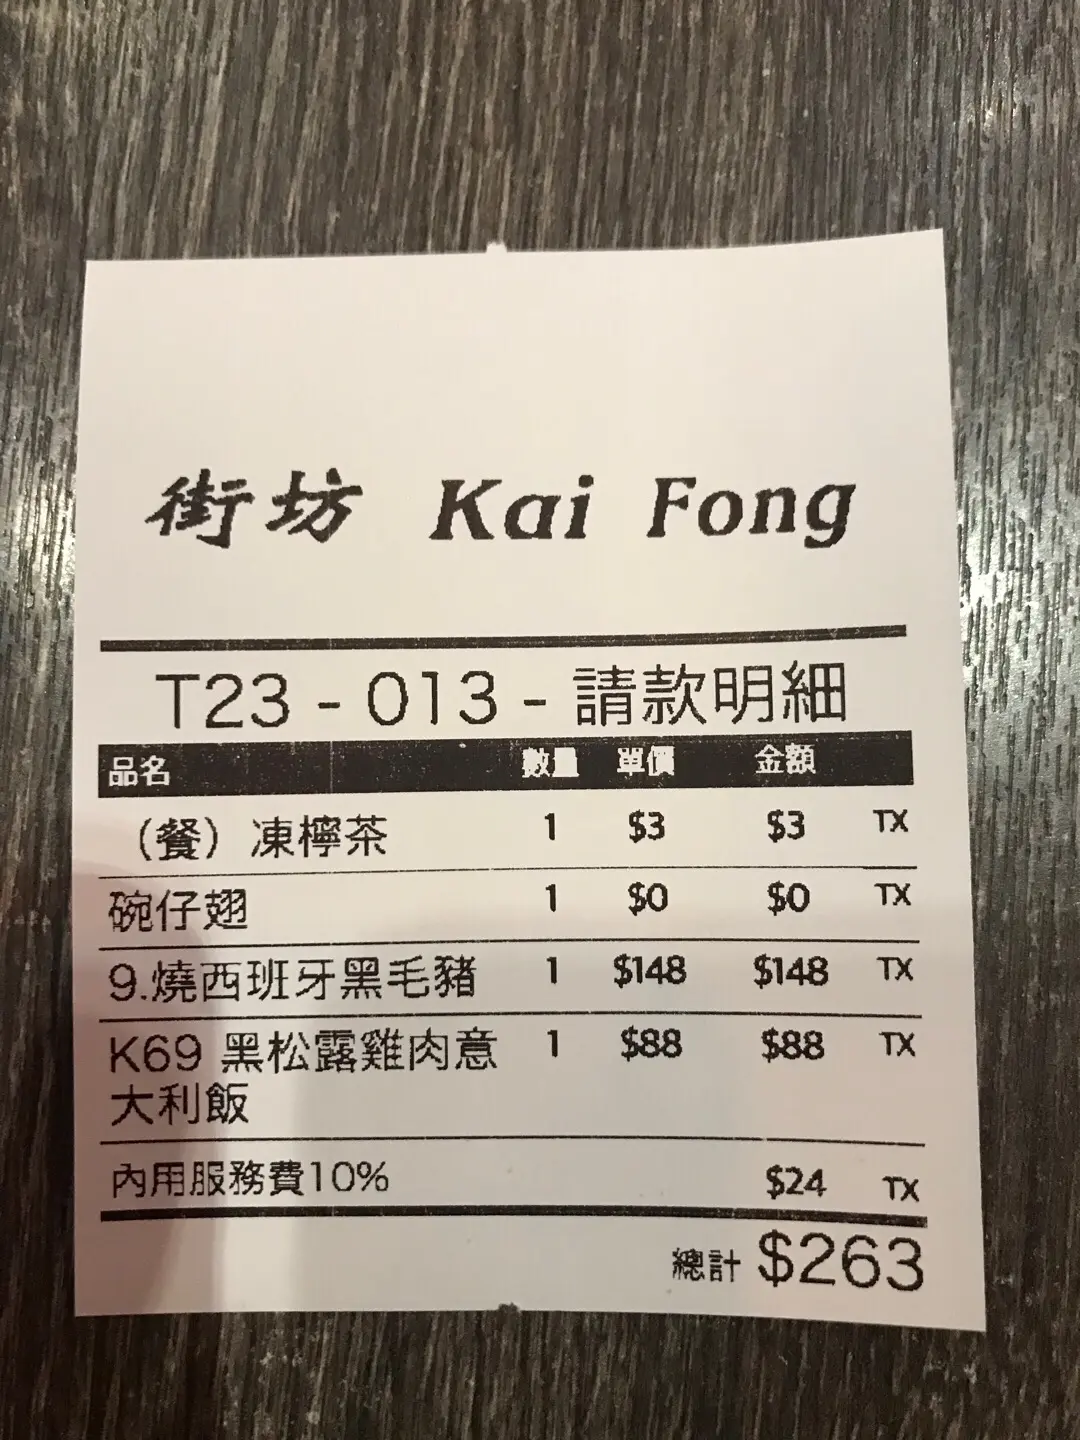 街坊 Kai Fong
T23 - 013 - 請款明細
品名 數量 單價 金額
（餐）凍檸茶 1 $3 $3 TX
碗仔翅 1 $0 $0 TX
9.燒西班牙黑毛豬 1 $148 $148 TX
K69 黑松露雞肉意 1 $88 $88 TX
大利飯
內用服務費10% $24 TX
總計 $263